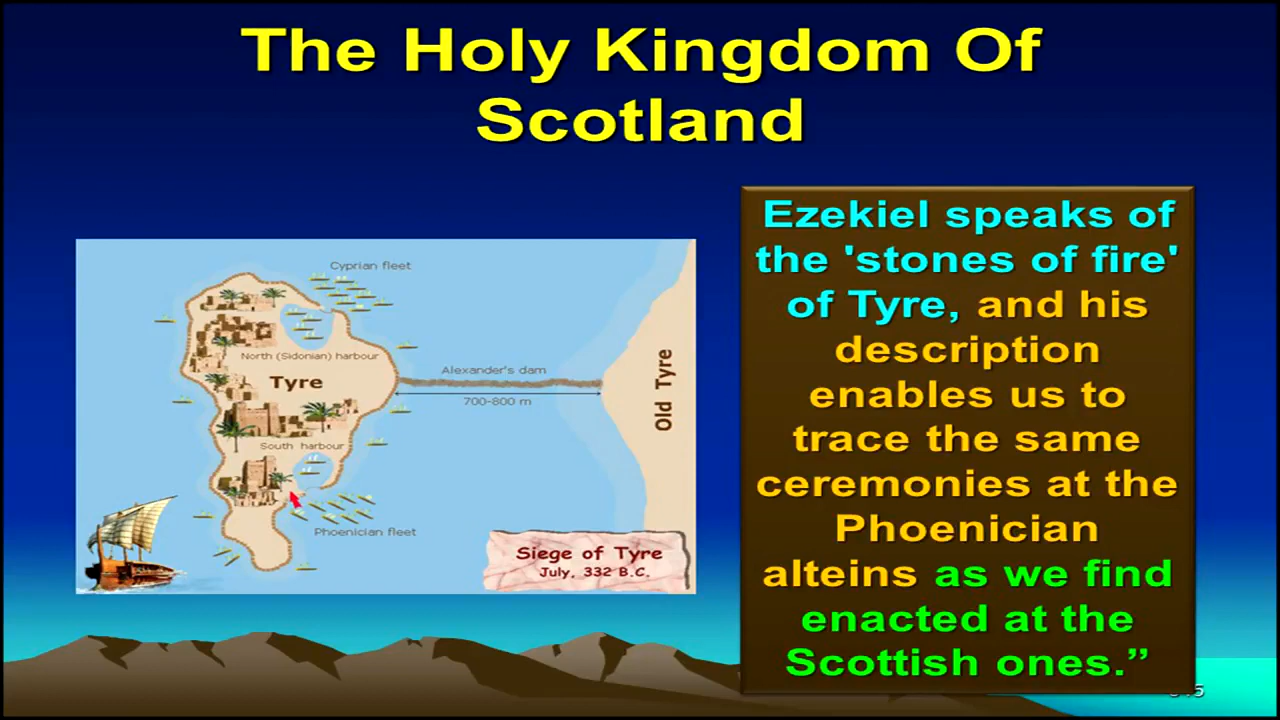 The Holy Kingdom Of
Scotland
Cyprian fleet
North (Sidonian) harbour
Tyre
Alexander's dam
700-800 m
Old Tyre
South harbour
Phoenician fleet
Siege of Tyre
July, 332 B.C.
Ezekiel speaks of
the 'stones of fire'
of Tyre, and his
description
enables us to
trace the same
ceremonies at the
Phoenician
alteins as we find
enacted at the
Scottish ones.”